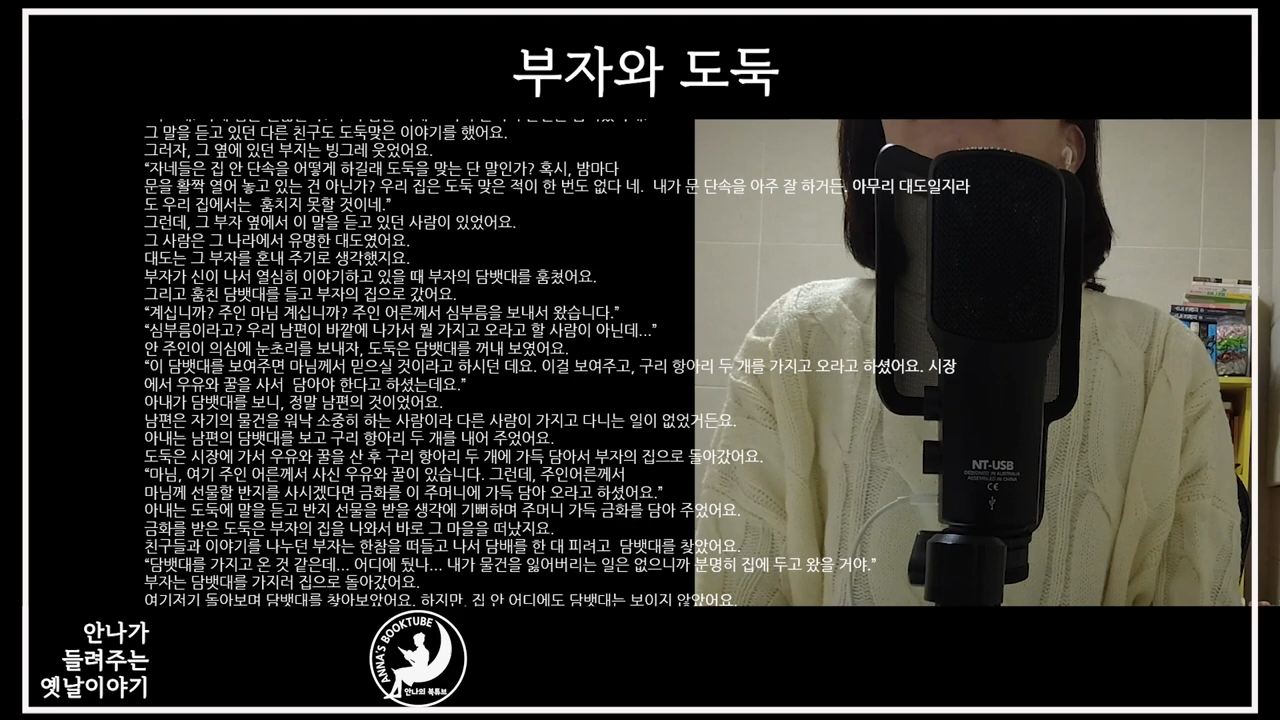 부자와 도둑
그 말을 듣고 있던 다른 친구도 도둑맞은 이야기를 했어요.
그러자, 그 옆에 있던 부지는 빙그레 웃었어요.
“자네들은 집 안 단속을 어떻게 하길래 도둑을 맞는 단 말인가? 혹시, 밤마다
문을 활짝 열어 놓고 있는 건 아닌가? 우리 집은 도둑 맞은 적이 한 번도 없다 네. 내가 문 단속을 아주 잘 하거든. 아무리 대도일지라
도 우리 집에서는 훔치지 못할 것이네.”
그런데, 그 부자 옆에서 이 말을 듣고 있던 사람이 있었어요.
그 사람은 그 나라에서 유명한 대도였어요.
대도는 그 부자를 혼내 주기로 생각했지요.
부자가 신이 나서 열심히 이야기하고 있을 때 부자의 담뱃대를 훔쳤어요.
그리고 훔친 담뱃대를 들고 부자의 집으로 갔어요.
“계십니까? 주인 마님 계십니까? 주인 어른께서 심부름을 보내서 왔습니다.”
“심부름이라고? 우리 남편이 바깥에 나가서 뭘 가지고 오라고 할 사람이 아닌데...”
안 주인이 의심에 눈초리를 보내자, 도둑은 담뱃대를 꺼내 보였어요.
“이 담뱃대를 보여주면 마님께서 믿으실 것이라고 하시던 데요. 이걸 보여주고, 구리 항아리 두 개를 가지고 오라고 하셨어요. 시장
에서 우유와 꿀을 사서 담아야 한다고 하셨는데요.”
아내가 담뱃대를 보니, 정말 남편의 것이었어요.
남편은 자기의 물건을 워낙 소중히 하는 사람이라 다른 사람이 가지고 다니는 일이 없었거든요.
아내는 남편의 담뱃대를 보고 구리 항아리 두 개를 내어 주었어요.
도둑은 시장에 가서 우유와 꿀을 산 후 구리 항아리 두 개에 가득 담아서 부자의 집으로 돌아갔어요.
“마님, 여기 주인 어른께서 사신 우유와 꿀이 있습니다. 그런데, 주인어른께서
마님께 선물할 반지를 사시겠다면 금화를 이 주머니에 가득 담아 오라고 하셨어요.”
아내는 도둑에 말을 듣고 반지 선물을 받을 생각에 기뻐하며 주머니 가득 금화를 담아 주었어요.
금화를 받은 도둑은 부자의 집을 나와서 바로 그 마을을 떠났지요.
친구들과 이야기를 나누던 부자는 한참을 떠들고 나서 담배를 한 대 피려고 담뱃대를 찾았어요.
“담뱃대를 가지고 온 것 같은데... 어디에 뒀나... 내가 물건을 잃어버리는 일은 없으니까 분명히 집에 두고 왔을 거야.”
부자는 담뱃대를 가지러 집으로 돌아갔어요.
여기저기 돌아보며 담뱃대를 찾아보았어요. 하지만, 집 안 어디에도 담뱃대는 보이지 않았어요.
NT-USB
DESIGNED IN AUSTRALIA
ASSEMBLED IN CHINA
CE
안나가
들려주는
옛날이야기
ANNA'S BOOKTUBE
안나의 북튜브